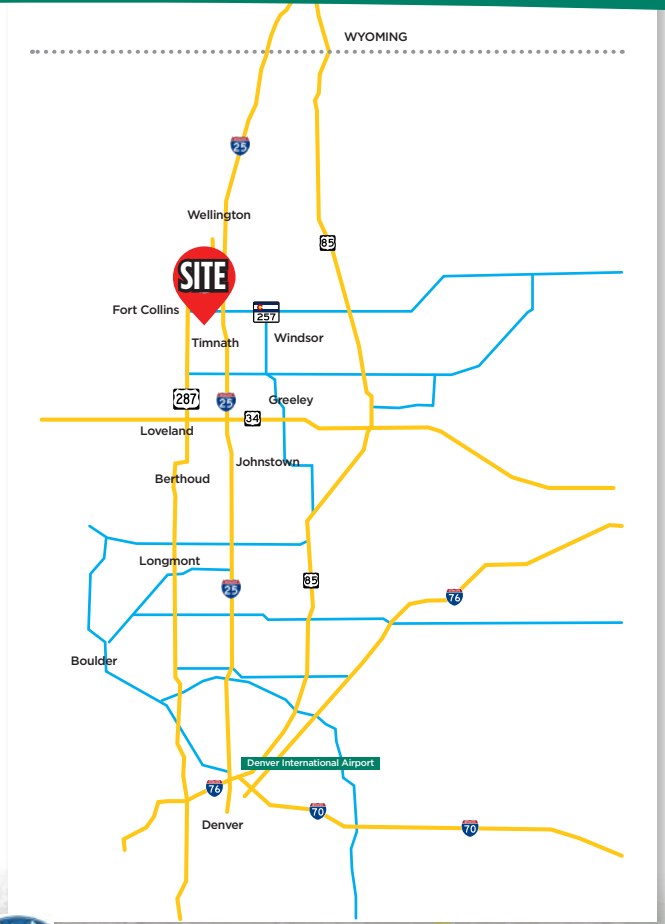 WYOMING
25
Wellington
85
SITE
Fort Collins
C
257
Timnath
Windsor
287
25
Greeley
34
Loveland
Johnstown
Berthoud
Longmont
25
85
76
Boulder
Denver International Airport
76
70
Denver
70